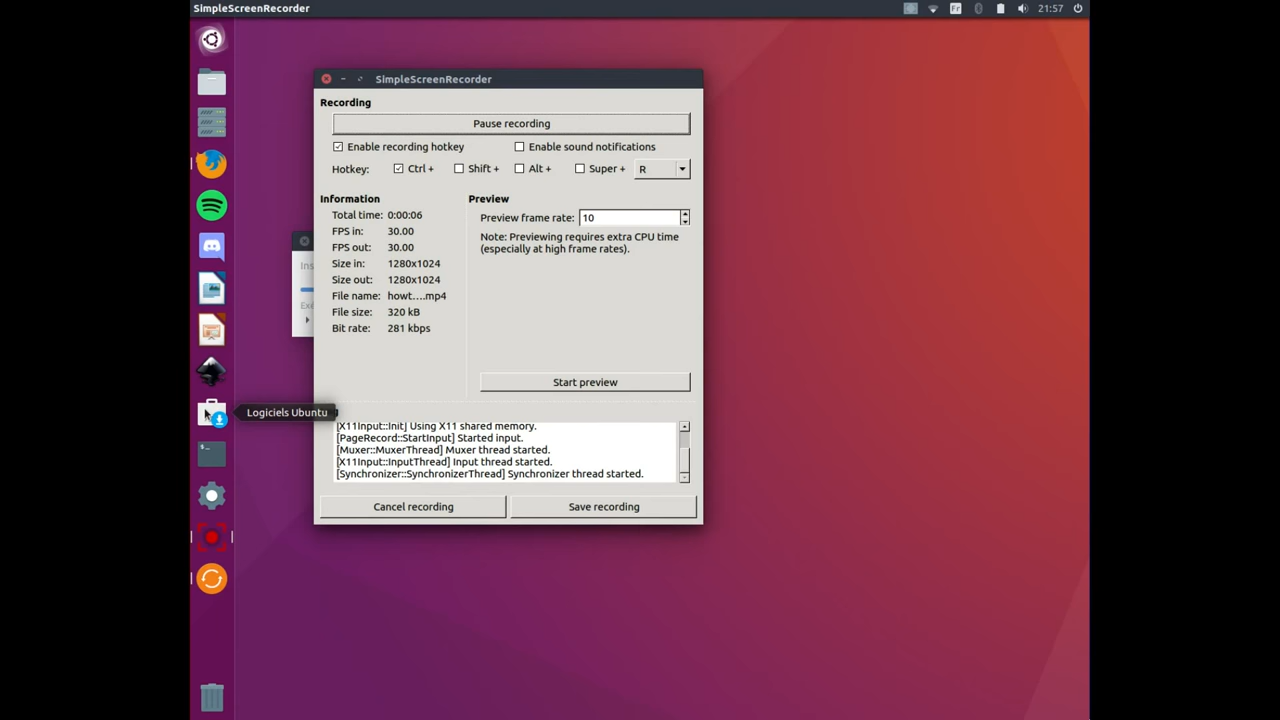 SimpleScreenRecorder
Fr
21:57
SimpleScreenRecorder
Recording
Pause recording
Enable recording hotkey
Enable sound notifications
Hotkey:
Ctrl +
Shift +
Alt +
Super +
R
Information
Total time: 0:00:06
FPS in: 30.00
FPS out: 30.00
Size in: 1280x1024
Size out: 1280x1024
File name: howt....mp4
File size: 320 kB
Bit rate: 281 kbps
Preview
Preview frame rate: 10
Note: Previewing requires extra CPU time
(especially at high frame rates).
Start preview
Ins
Exé
Logiciels Ubuntu
[X11Input::Init] Using X11 shared memory.
[PageRecord::StartInput] Started input.
[Muxer::MuxerThread] Muxer thread started.
[X11Input::InputThread] Input thread started.
[Synchronizer::SynchronizerThread] Synchronizer thread started.
Cancel recording
Save recording